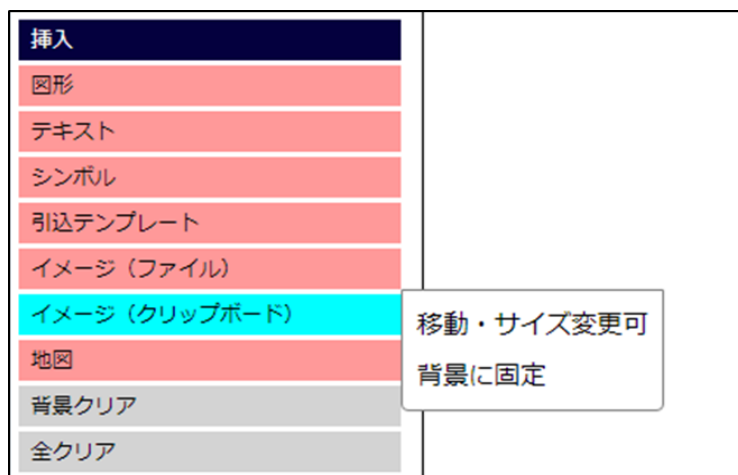 挿入
図形
テキスト
シンボル
引込テンプレート
イメージ（ファイル）
イメージ（クリップボード）
移動・サイズ変更可
地図
背景に固定
背景クリア
全クリア